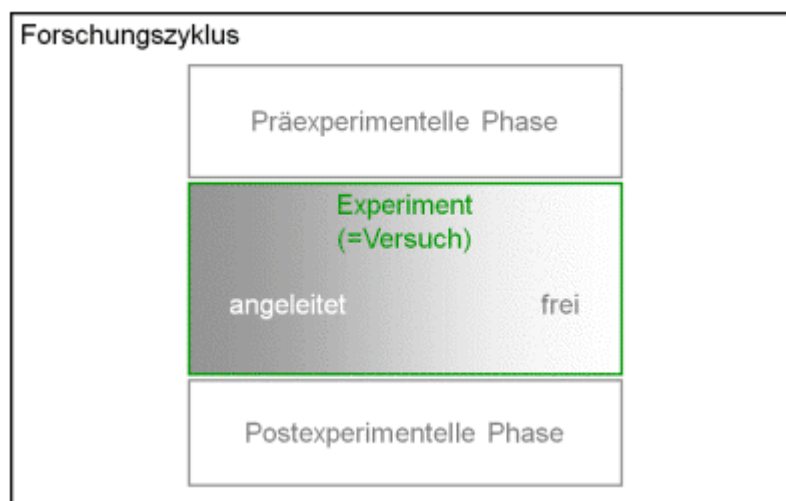 Forschungszyklus
Präexperimentelle Phase
Experiment
(=Versuch)
angeleitet frei
Postexperimentelle Phase